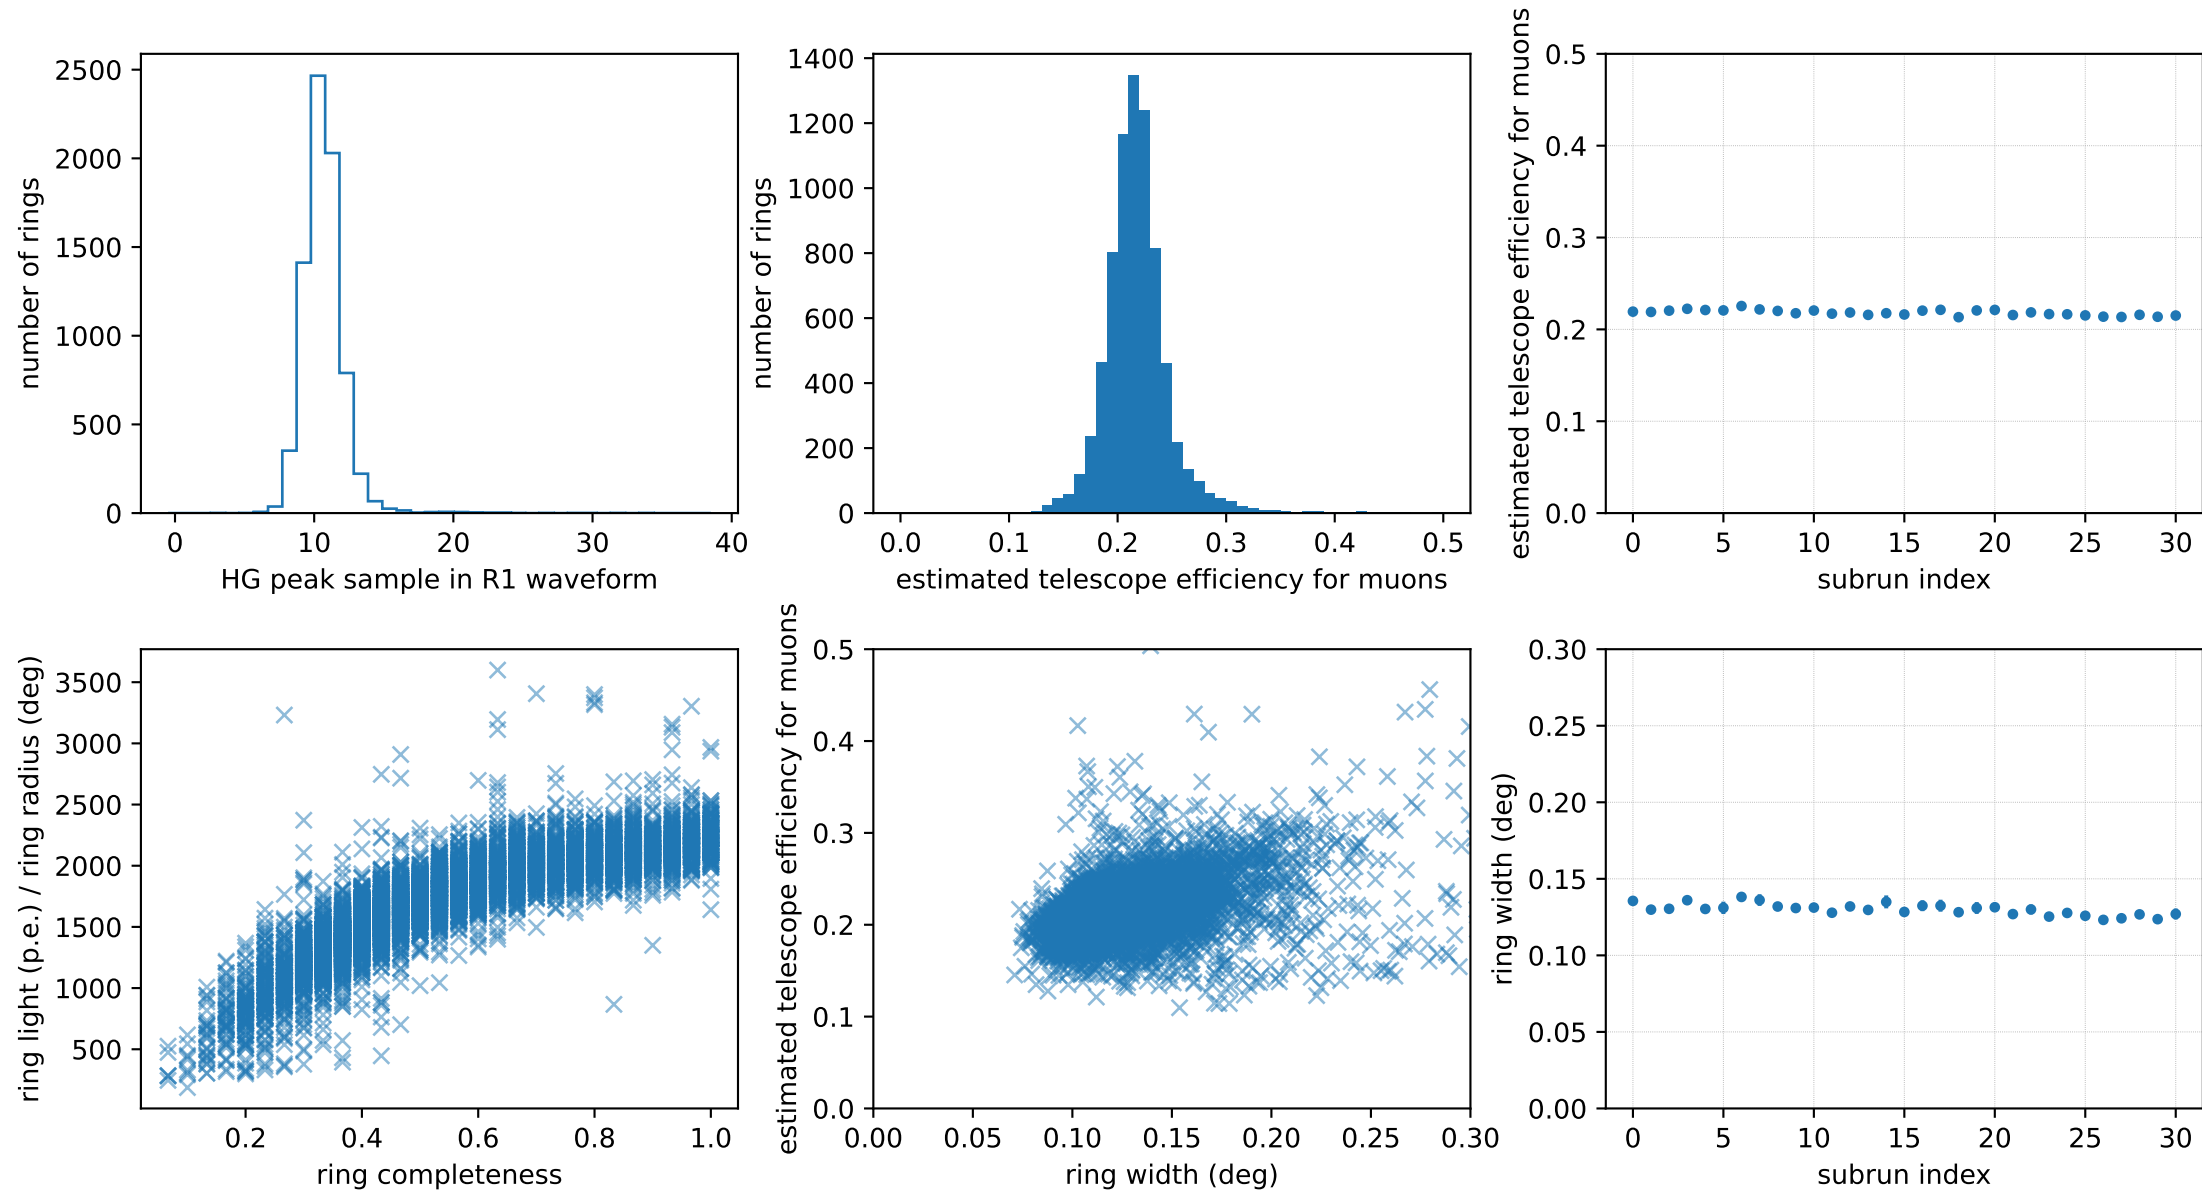 number of rings
2500
2000
1500
1000
500
0
0 10 20 30 40
HG peak sample in R1 waveform
number of rings
1400
1200
1000
800
600
400
200
0
0.0 0.1 0.2 0.3 0.4 0.5
estimated telescope efficiency for muons
estimated telescope efficiency for muons
0.5
0.4
0.3
0.2
0.1
0.0
0 5 10 15 20 25 30
subrun index
ring light (p.e.) / ring radius (deg)
3500
3000
2500
2000
1500
1000
500
0.2 0.4 0.6 0.8 1.0
ring completeness
estimated telescope efficiency for muons
0.5
0.4
0.3
0.2
0.1
0.0
0.00 0.05 0.10 0.15 0.20 0.25 0.30
ring width (deg)
ring width (deg)
0.30
0.25
0.20
0.15
0.10
0.05
0.00
0 5 10 15 20 25 30
subrun index